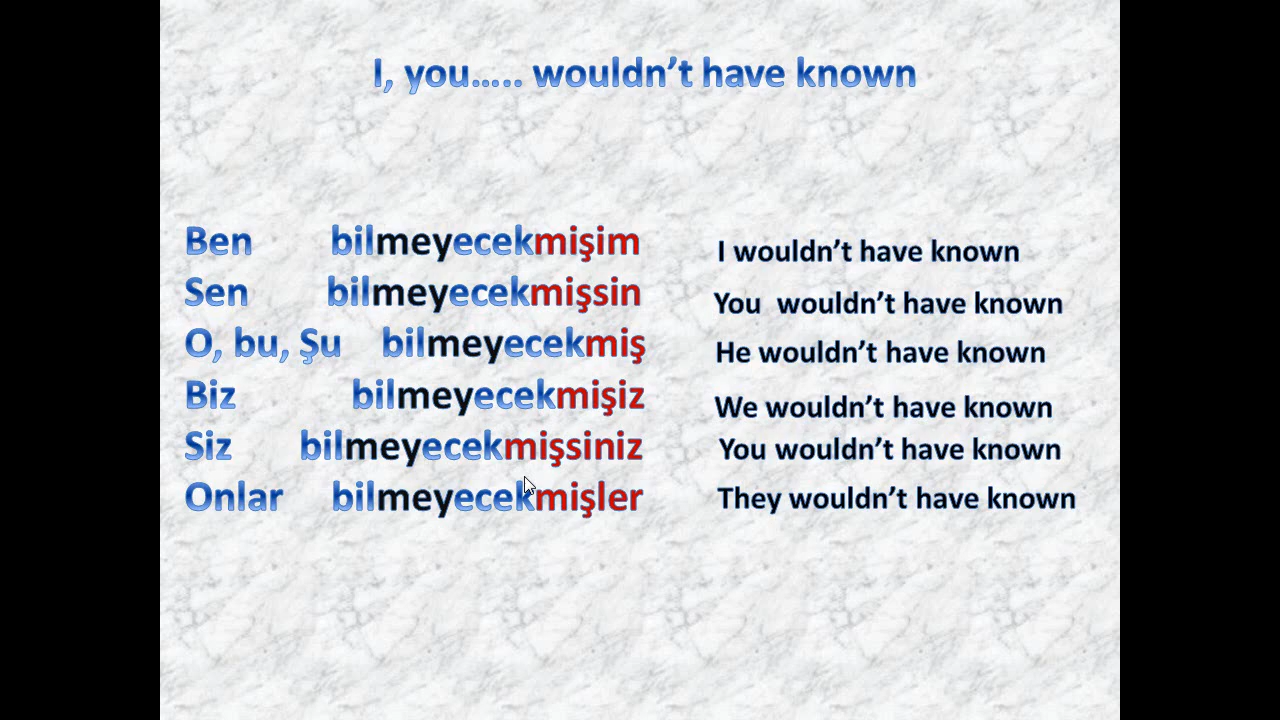 I, you..... wouldn’t have known
Ben bilmeyecekmişim I wouldn’t have known
Sen bilmeyecekmişsin You wouldn’t have known
O, bu, Şu bilmeyecekmiş He wouldn’t have known
Biz bilmeyecekmişiz We wouldn’t have known
Siz bilmeyecekmişsiniz You wouldn’t have known
Onlar bilmeyecekmişler They wouldn’t have known